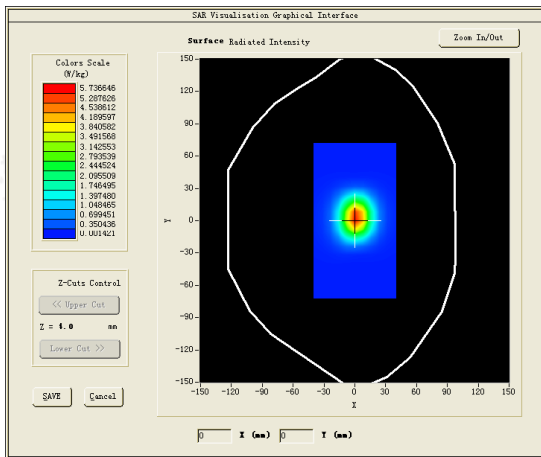 SAR Visualisation Graphical Interface
Surface Radiated Intensity
Zoom In/Out
Colors Scale
(W/kg)
5.736646
5.287626
4.538612
4.189597
3.840582
3.491568
3.142553
2.793539
2.444524
2.095509
1.746495
1.397480
1.048465
0.699451
0.350436
0.001421
150
120
90
60
30
0
-30
-60
-90
-120
-150
Y
-150 -120 -90 -60 -30 0 30 60 90 120 150
X
Z-Cuts Control
<< Upper Cut
Z = 4.0 mm
Lower Cut >>
SAVE Cancel
0 X (mm) 0 Y (mm)